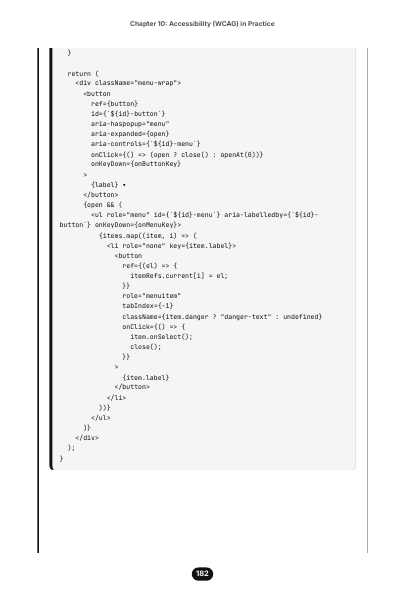 Chapter 10: Accessibility (WCAG) in Practice
  }

  return (
    <div className="menu-wrap">
      <button
        ref={button}
        id={`${id}-button`}
        aria-haspopup="menu"
        aria-expanded={open}
        aria-controls={`${id}-menu`}
        onClick={() => (open ? close() : openAt(0))}
        onKeyDown={onButtonKey}
      >
        {label} ▾
      </button>
      {open && (
        <ul role="menu" id={`${id}-menu`} aria-labelledby={`${id}-
button`} onKeyDown={onMenuKey}>
          {items.map((item, i) => (
            <li role="none" key={item.label}>
              <button
                ref={(el) => {
                  itemRefs.current[i] = el;
                }}
                role="menuitem"
                tabIndex={-1}
                className={item.danger ? "danger-text" : undefined}
                onClick={() => {
                  item.onSelect();
                  close();
                }}
              >
                {item.label}
              </button>
            </li>
          ))}
        </ul>
      )}
    </div>
  );
}
182